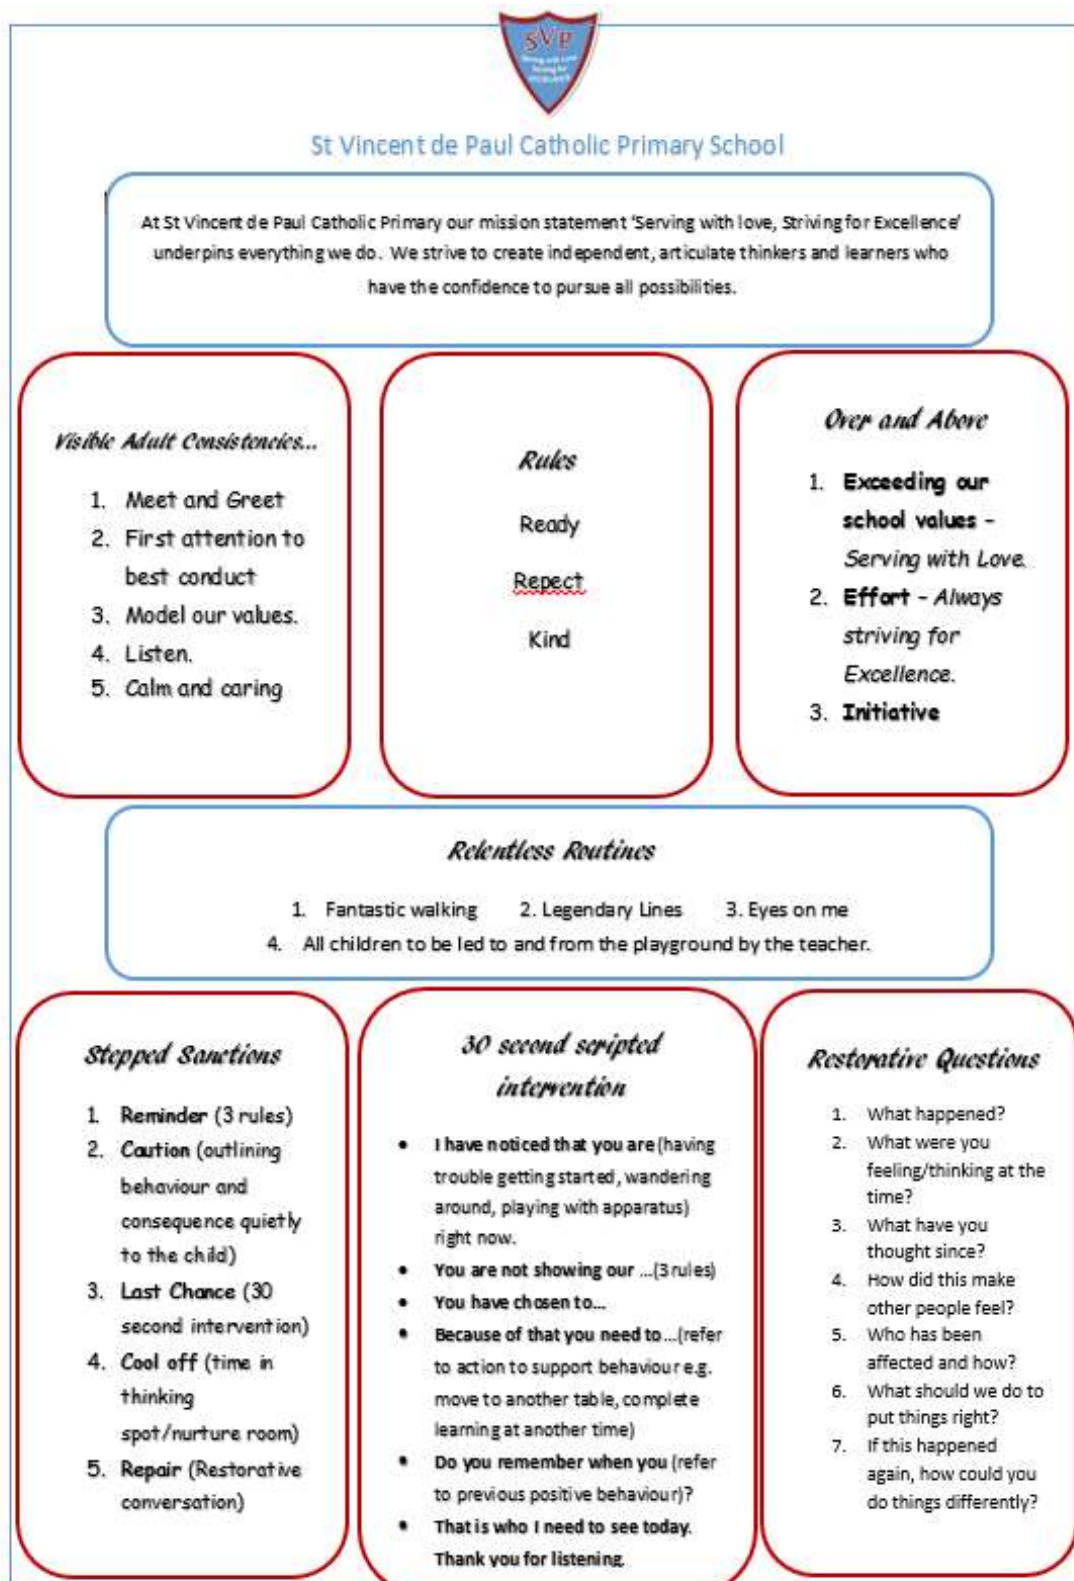 SVP
St Vincent de Paul Catholic Primary School
At St Vincent de Paul Catholic Primary our mission statement 'Serving with love, Striving for Excellence'
underpins everything we do. We strive to create independent, articulate thinkers and learners who
have the confidence to pursue all possibilities.
Visible Adult Consistencies...
1. Meet and Greet
2. First attention to
best conduct
3. Model our values.
4. Listen.
5. Calm and caring
Rules
Ready
Repect
Kind
Over and Above
1. Exceeding our
school values –
Serving with Love.
2. Effort – Always
striving for
Excellence.
3. Initiative
Relentless Routines
1. Fantastic walking 2. Legendary Lines 3. Eyes on me
4. All children to be led to and from the playground by the teacher.
Stepped Sanctions
1. Reminder (3 rules)
2. Caution (outlining
behaviour and
consequence quietly
to the child)
3. Last Chance (30
second intervention)
4. Cool off (time in
thinking
spot/nurture room)
5. Repair (Restorative
conversation)
30 second scripted
intervention
• I have noticed that you are (having
trouble getting started, wandering
around, playing with apparatus)
right now.
• You are not showing our ...(3 rules)
• You have chosen to...
• Because of that you need to ...(refer
to action to support behaviour e.g.
move to another table, complete
learning at another time)
• Do you remember when you (refer
to previous positive behaviour)?
• That is who I need to see today.
Thank you for listening.
Restorative Questions
1. What happened?
2. What were you
feeling/thinking at the
time?
3. What have you
thought since?
4. How did this make
other people feel?
5. Who has been
affected and how?
6. What should we do to
put things right?
7. If this happened
again, how could you
do things differently?